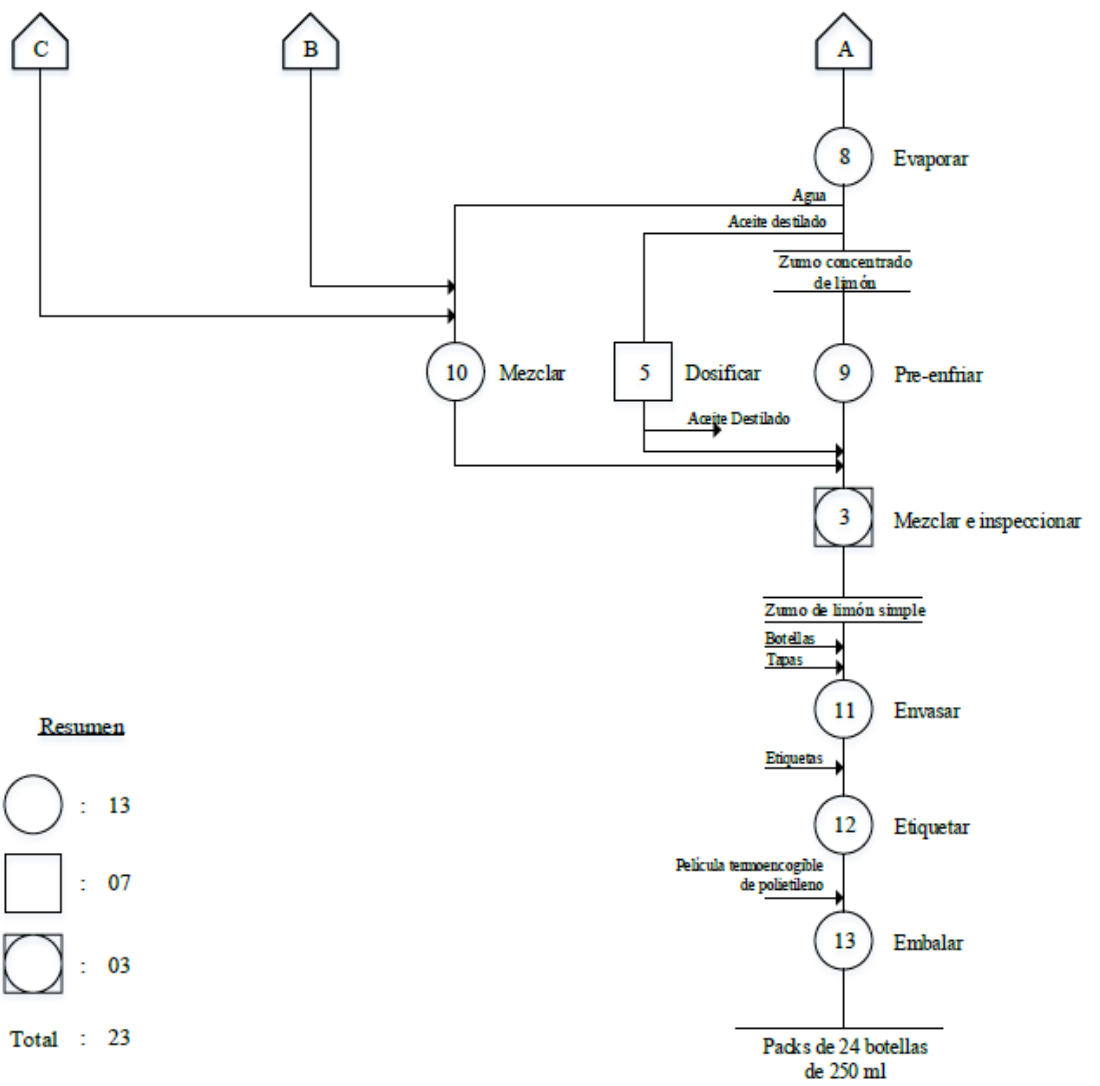 C
B
A
8
Evaporar
Agua
Aceite destilado
Zumo concentrado
de limón
10
Mezclar
5
Dosificar
9
Pre-enfriar
Aceite Destilado
3
Mezclar e inspeccionar
Zumo de limón simple
Botellas
Tapas
11
Envasar
Etiquetas
12
Etiquetar
Película termoencogible
de polietileno
13
Embalar
Packs de 24 botellas
de 250 ml
Resumen
: 13
: 07
: 03
Total : 23